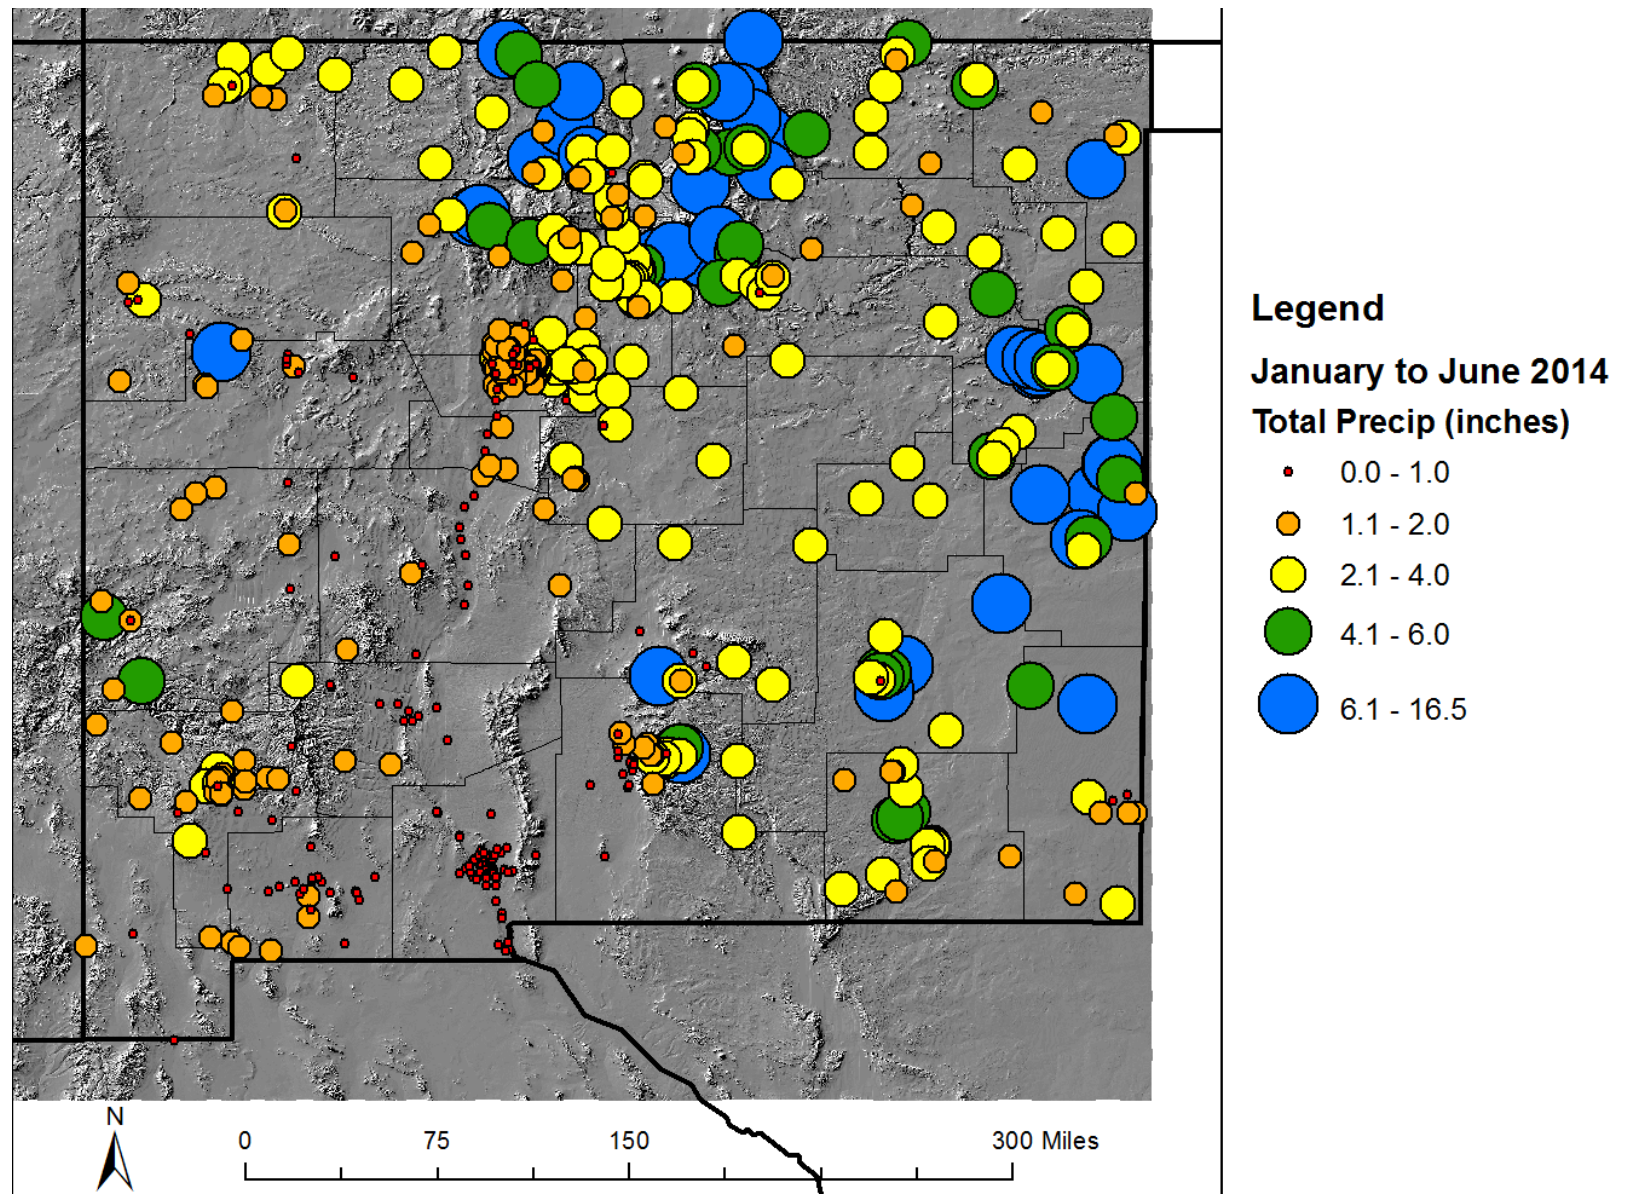 Legend
January to June 2014
Total Precip (inches)
0.0 - 1.0
1.1 - 2.0
2.1 - 4.0
4.1 - 6.0
6.1 - 16.5
N
0 75 150 300 Miles